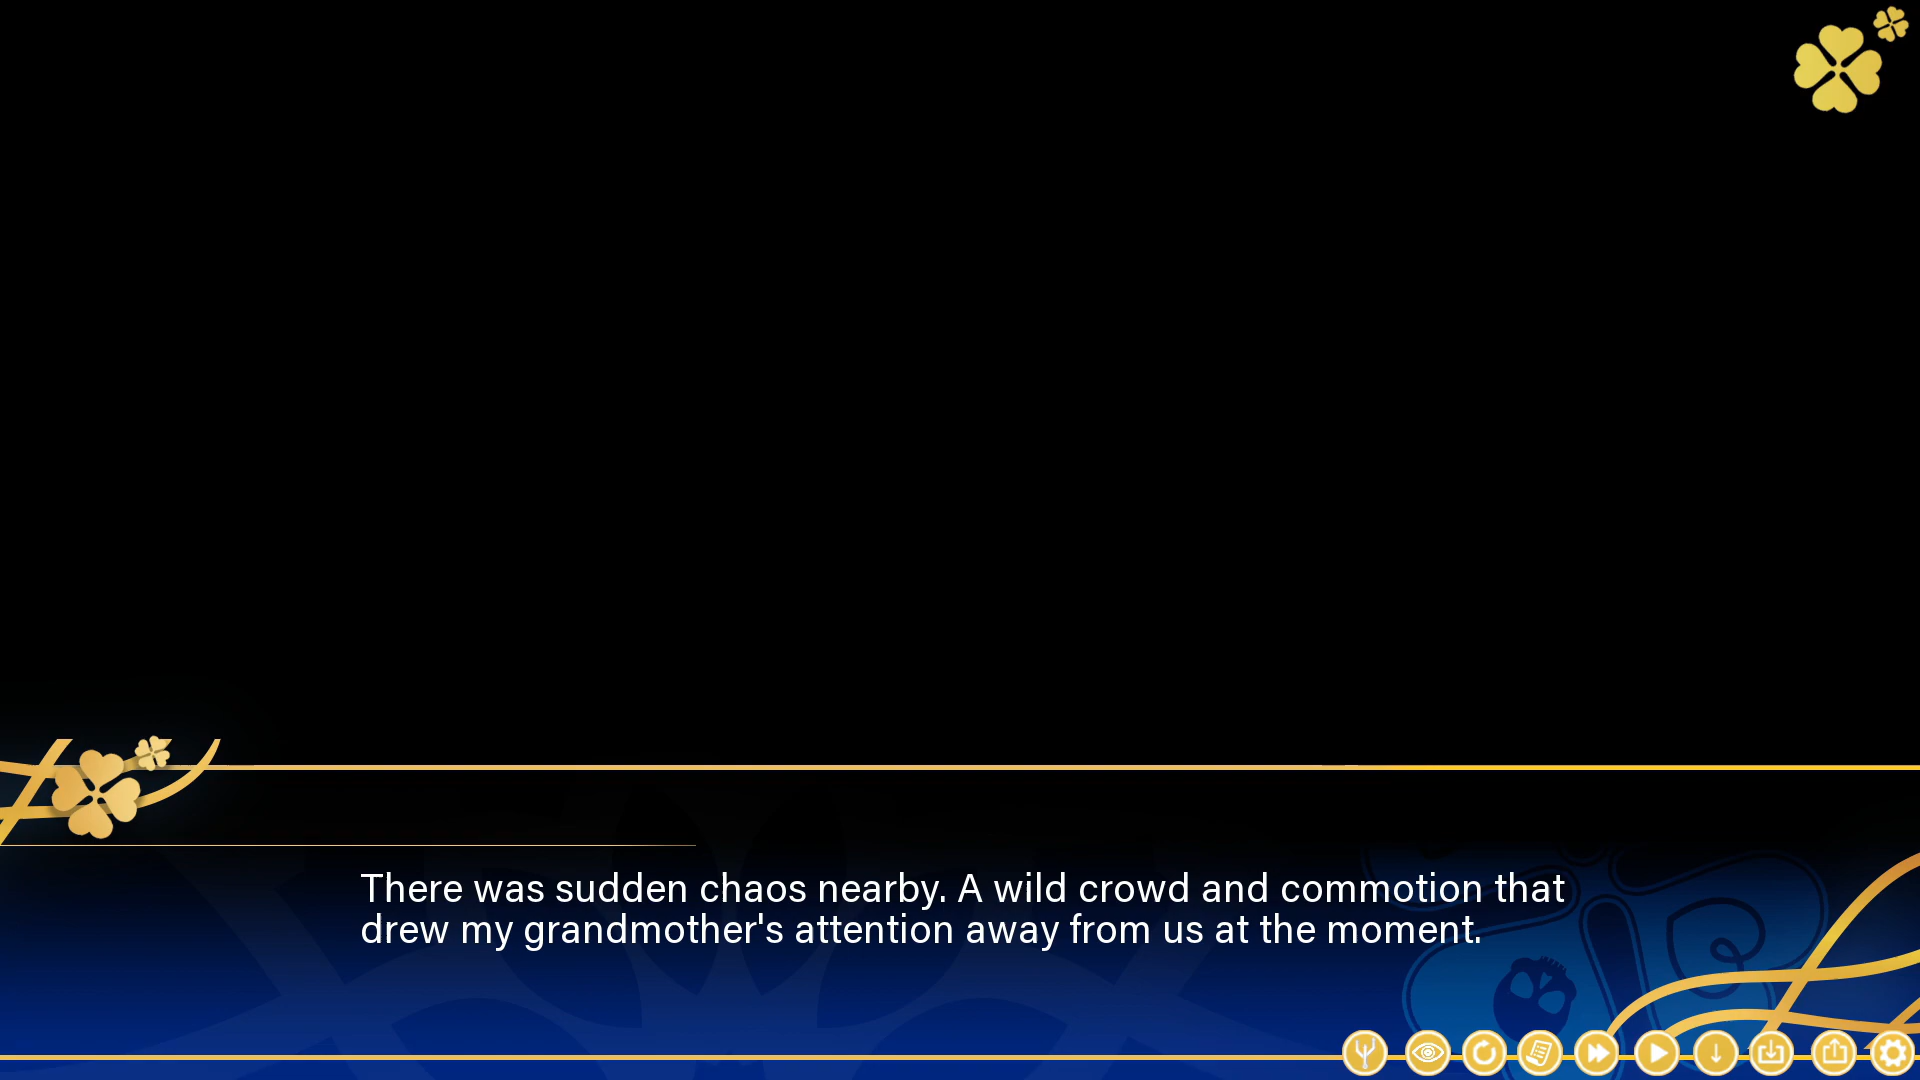 There was sudden chaos nearby. A wild crowd and commotion that
drew my grandmother's attention away from us at the moment.